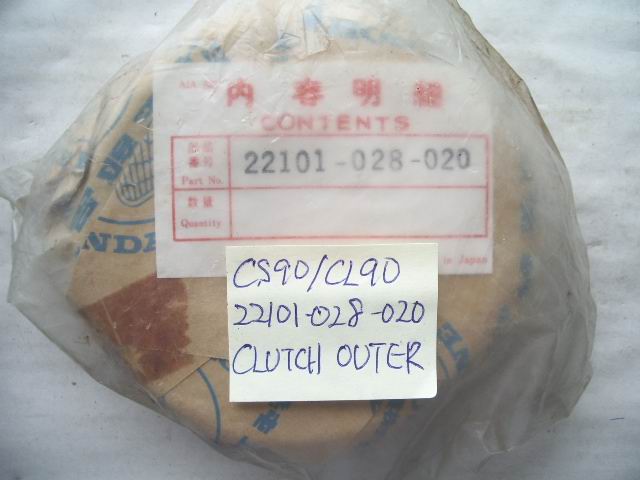 内容明細
CONTENTS
部品番号
Part No.
22101-028-020
数量
Quantity
in Japan
CS90/CL90
22101-028-020
CLUTCH OUTER